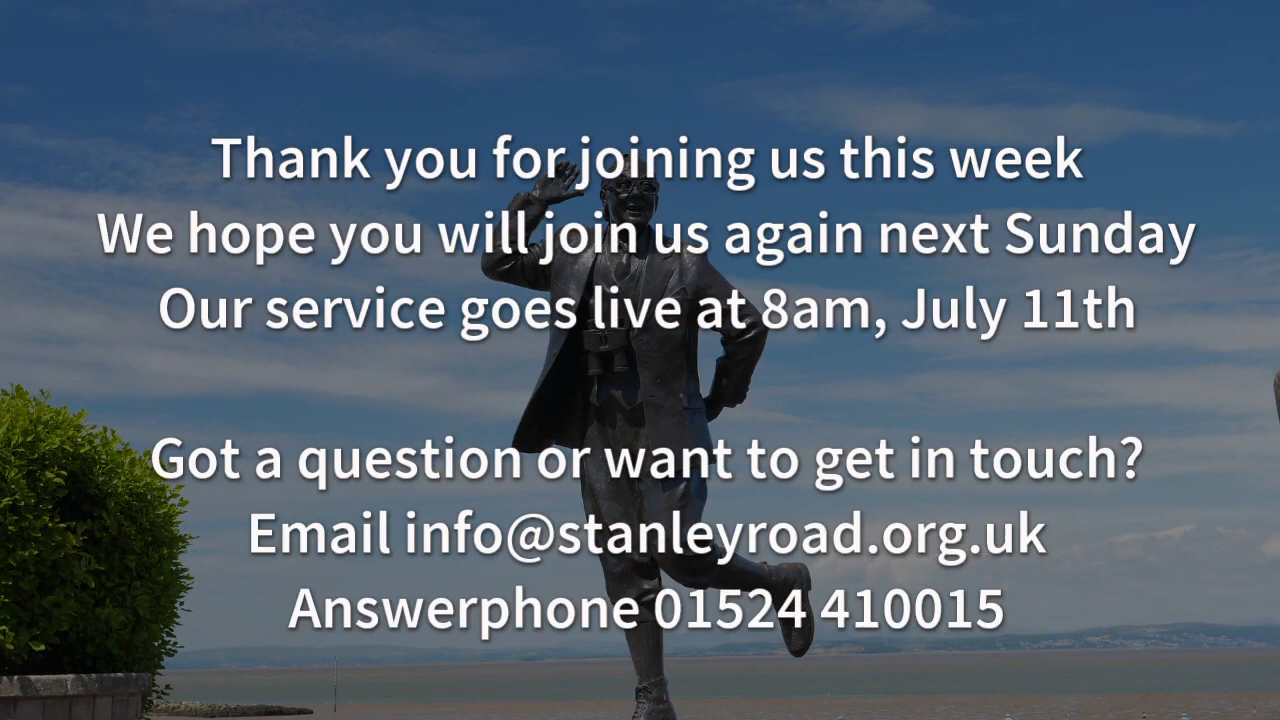 Thank you for joining us this week
We hope you will join us again next Sunday
Our service goes live at 8am, July 11th
Got a question or want to get in touch?
Email info@stanleyroad.org.uk
Answerphone 01524 410015